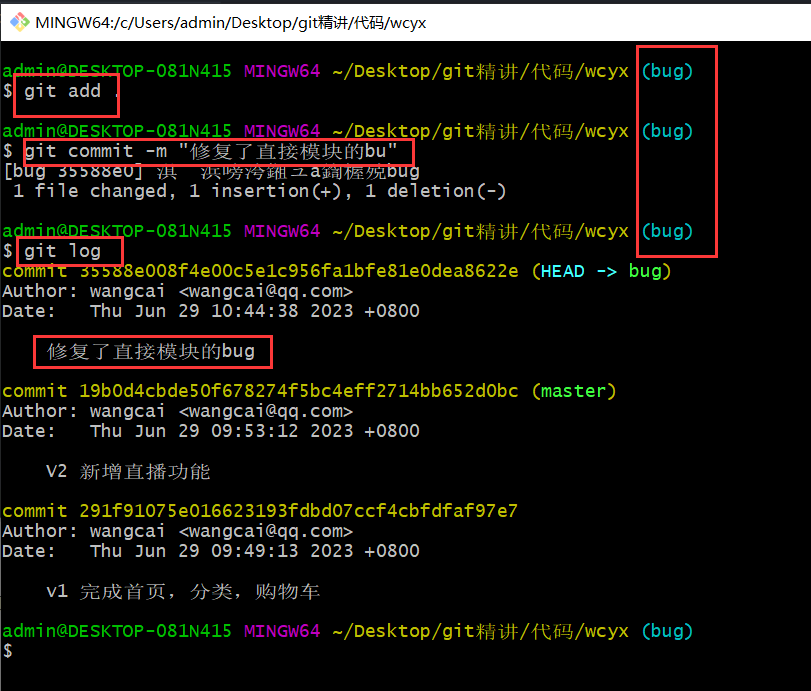 MINGW64:/c/Users/admin/Desktop/git精讲/代码/wcyx
admin@DESKTOP-081N415 MINGW64 ~/Desktop/git精讲/代码/wcyx (bug)
$ git add .
admin@DESKTOP-081N415 MINGW64 ~/Desktop/git精讲/代码/wcyx (bug)
$ git commit -m "修复了直接模块的bu"
[bug 35588e0] 淇 bug
1 file changed, 1 insertion(+), 1 deletion(-)
admin@DESKTOP-081N415 MINGW64 ~/Desktop/git精讲/代码/wcyx (bug)
$ git log
commit 35588e008f4e00c5e1c956fa1bfe81e0dea8622e (HEAD -> bug)
Author: wangcai <wangcai@qq.com>
Date: Thu Jun 29 10:44:38 2023 +0800
修复了直接模块的bug
commit 19b0d4cbde50f678274f5bc4eff2714bb652d0bc (master)
Author: wangcai <wangcai@qq.com>
Date: Thu Jun 29 09:53:12 2023 +0800
V2 新增直播功能
commit 291f91075e016623193fdbd07ccf4cbfdfaf97e7
Author: wangcai <wangcai@qq.com>
Date: Thu Jun 29 09:49:13 2023 +0800
v1 完成首页，分类，购物车
admin@DESKTOP-081N415 MINGW64 ~/Desktop/git精讲/代码/wcyx (bug)
$